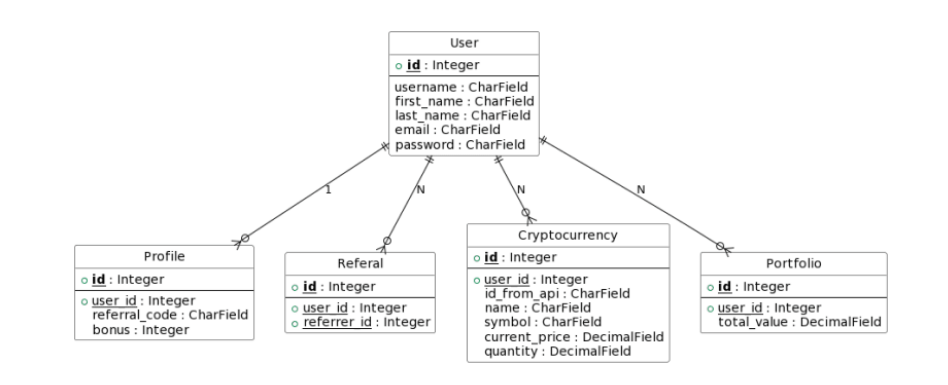 User
id : Integer
username : CharField
first_name : CharField
last_name : CharField
email : CharField
password : CharField
1
N
N
N
Profile
id : Integer
user_id : Integer
referral_code : CharField
bonus : Integer
Referal
id : Integer
user_id : Integer
referrer_id : Integer
Cryptocurrency
id : Integer
user_id : Integer
id_from_api : CharField
name : CharField
symbol : CharField
current_price : DecimalField
quantity : DecimalField
Portfolio
id : Integer
user_id : Integer
total_value : DecimalField